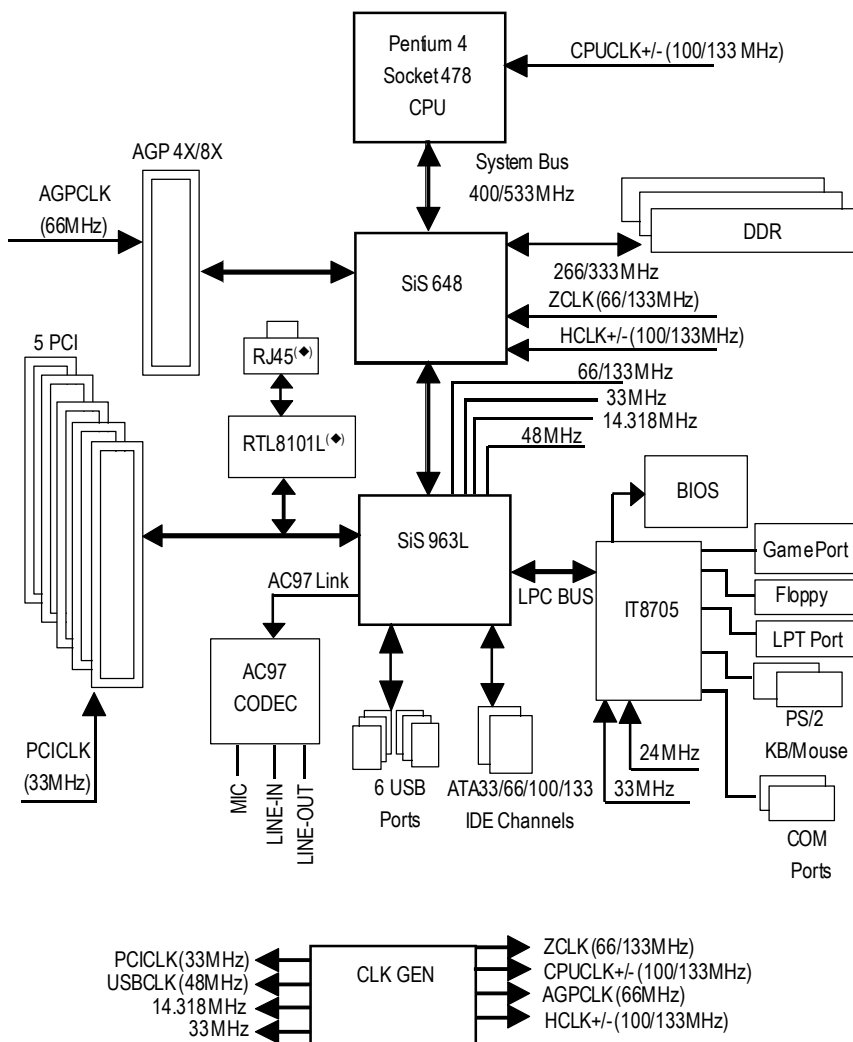 Pentium 4
Socket 478
CPU
CPUCLK+/- (100/133 MHz)
AGP 4X/8X
System Bus
400/533MHz
AGPCLK
(66MHz)
DDR
SiS 648
266/333MHz
ZCLK (66/133MHz)
HCLK+/- (100/133MHz)
5 PCI
RJ45(◆)
66/133MHz
33MHz
14.318MHz
48MHz
RTL8101L(◆)
BIOS
SiS 963L
GamePort
AC97 Link
LPC BUS
IT8705
Floppy
LPT Port
AC97
CODEC
PS/2
KB/Mouse
PCICLK
(33MHz)
24MHz
33MHz
MIC
LINE-IN
LINE-OUT
6 USB
Ports
ATA33/66/100/133
IDE Channels
COM
Ports
CLK GEN
PCICLK (33MHz)
USBCLK (48MHz)
14.318MHz
33MHz
ZCLK (66/133MHz)
CPUCLK+/- (100/133MHz)
AGPCLK (66MHz)
HCLK+/- (100/133MHz)